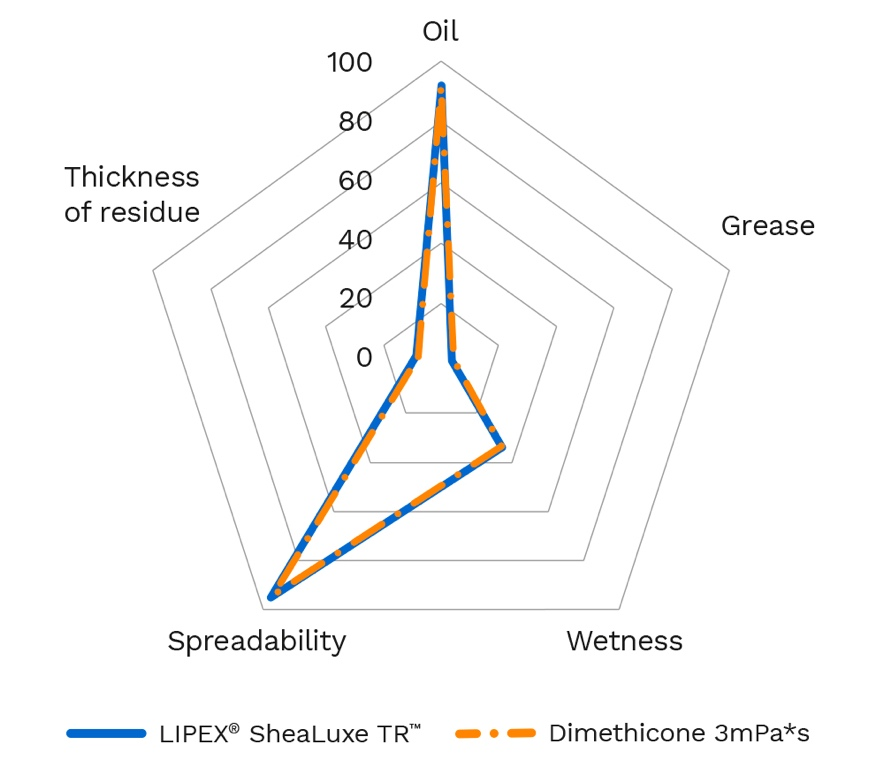 Oil
100
80
60
40
20
0
Thickness
of residue
Grease
Spreadability
Wetness
LIPEX® SheaLuxe TR™
Dimethicone 3mPa*s